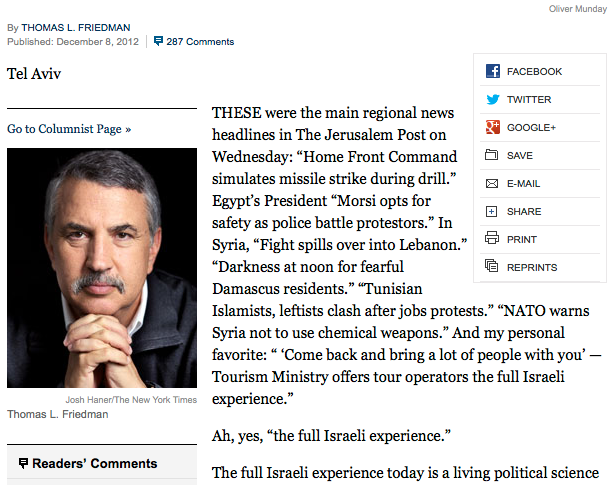 Oliver Munday
By THOMAS L. FRIEDMAN
Published: December 8, 2012 287 Comments
Tel Aviv
FACEBOOK
TWITTER
GOOGLE+
SAVE
E-MAIL
SHARE
PRINT
REPRINTS
Go to Columnist Page »
Josh Haner/The New York Times
Thomas L. Friedman
Readers’ Comments
THESE were the main regional news
headlines in The Jerusalem Post on
Wednesday: “Home Front Command
simulates missile strike during drill.”
Egypt’s President “Morsi opts for
safety as police battle protestors.” In
Syria, “Fight spills over into Lebanon.”
“Darkness at noon for fearful
Damascus residents.” “Tunisian
Islamists, leftists clash after jobs protests.” “NATO warns
Syria not to use chemical weapons.” And my personal
favorite: “ ‘Come back and bring a lot of people with you’ —
Tourism Ministry offers tour operators the full Israeli
experience.”
Ah, yes, “the full Israeli experience.”
The full Israeli experience today is a living political science